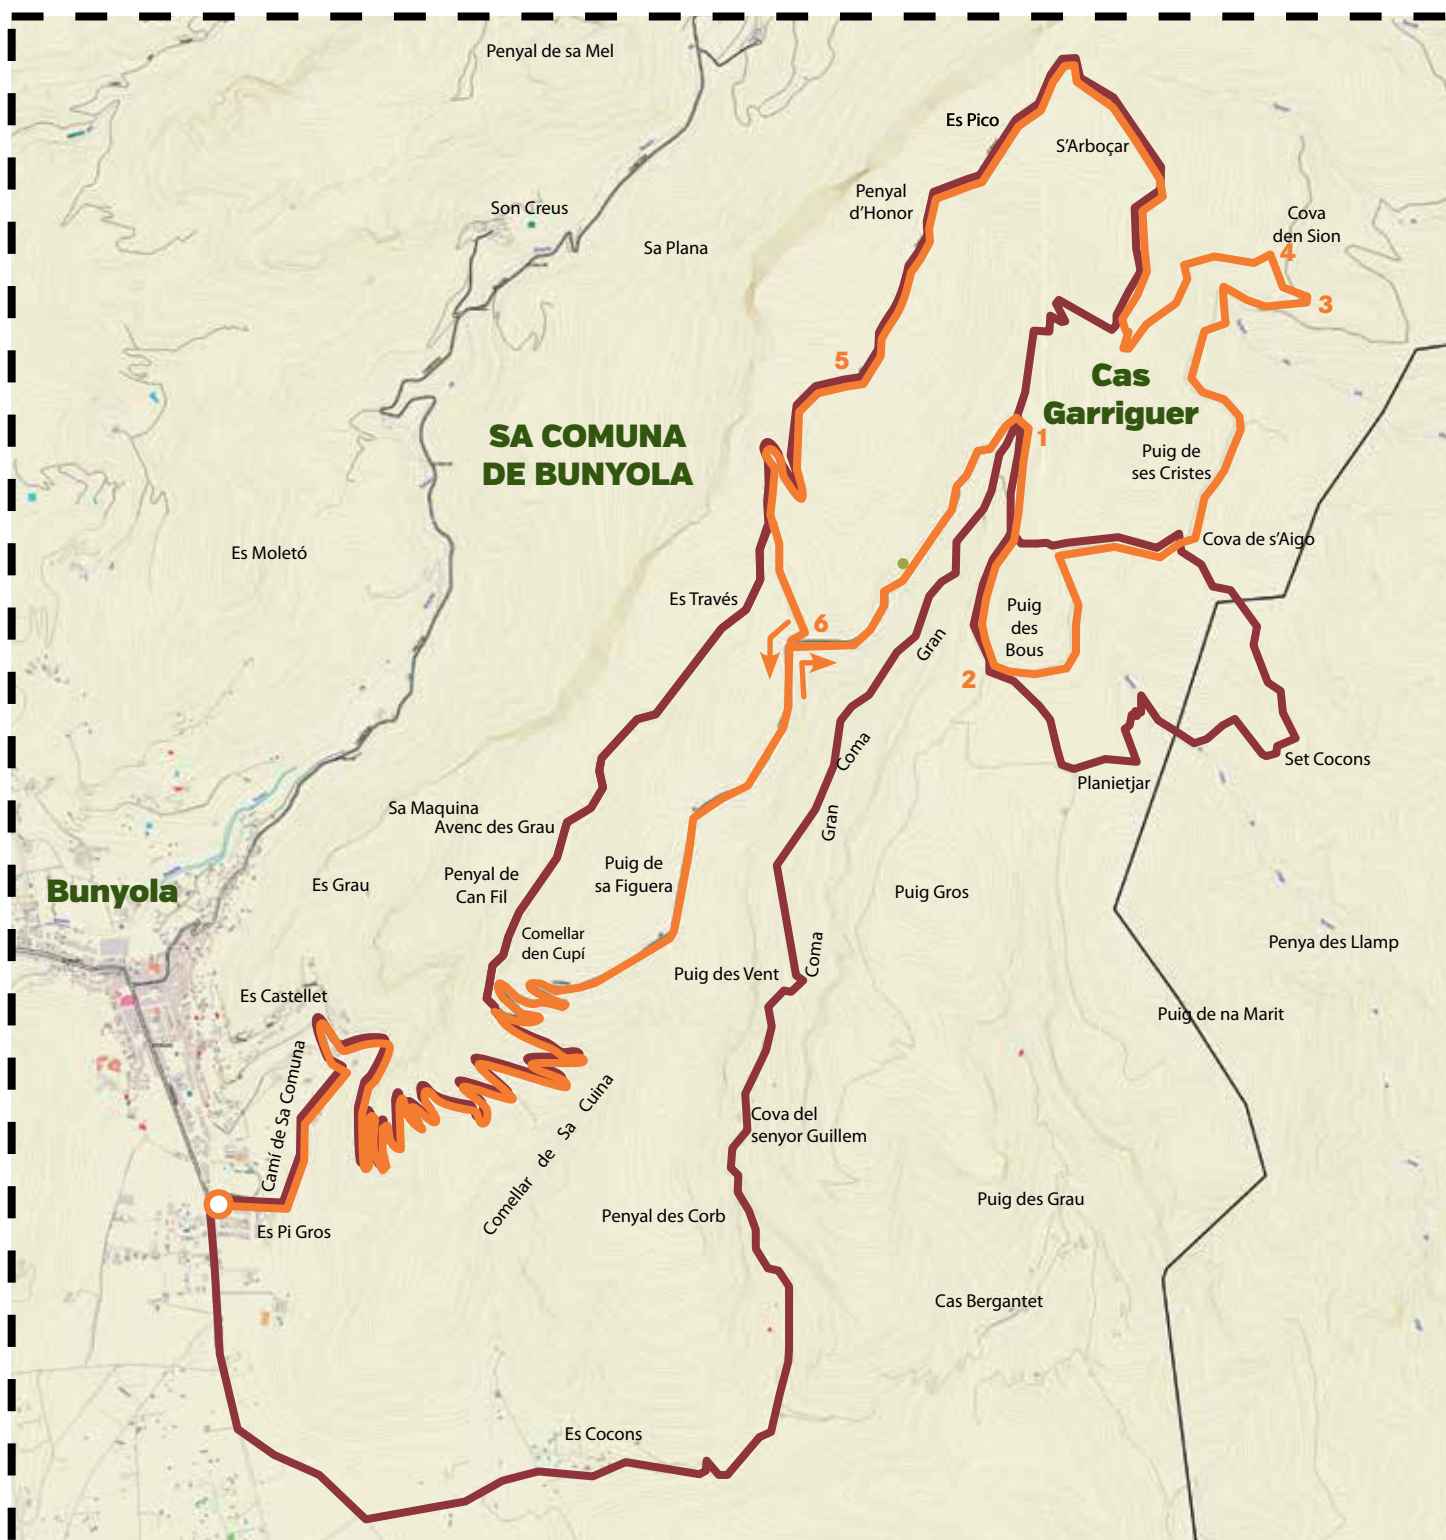 Penyal de sa Mel
Es Pico
S'Arboçar
Penyal
d'Honor
Son Creus
Cova
den Sion
Sa Plana
4
3
5
Cas
Garriguer
SA COMUNA
DE BUNYOLA
1
Puig de
ses Cristes
Cova de s'Aigo
Es Moletó
Es Través
Puig
des
Bous
6
Gran
2
Coma
Set Cocons
Planietjar
Sa Maquina
Avenc des Grau
Gran
Puig de
sa Figuera
Penyal de
Can Fil
Es Grau
Bunyola
Puig Gros
Comellar
den Cupí
Penya des Llamp
Puig des Vent
Coma
Es Castellet
Puig de na Marit
Camí de Sa Comuna
Comellar de Sa Cuina
Cova del
senyor Guillem
Puig des Grau
Penyal des Corb
Es Pi Gros
Cas Bergantet
Es Cocons